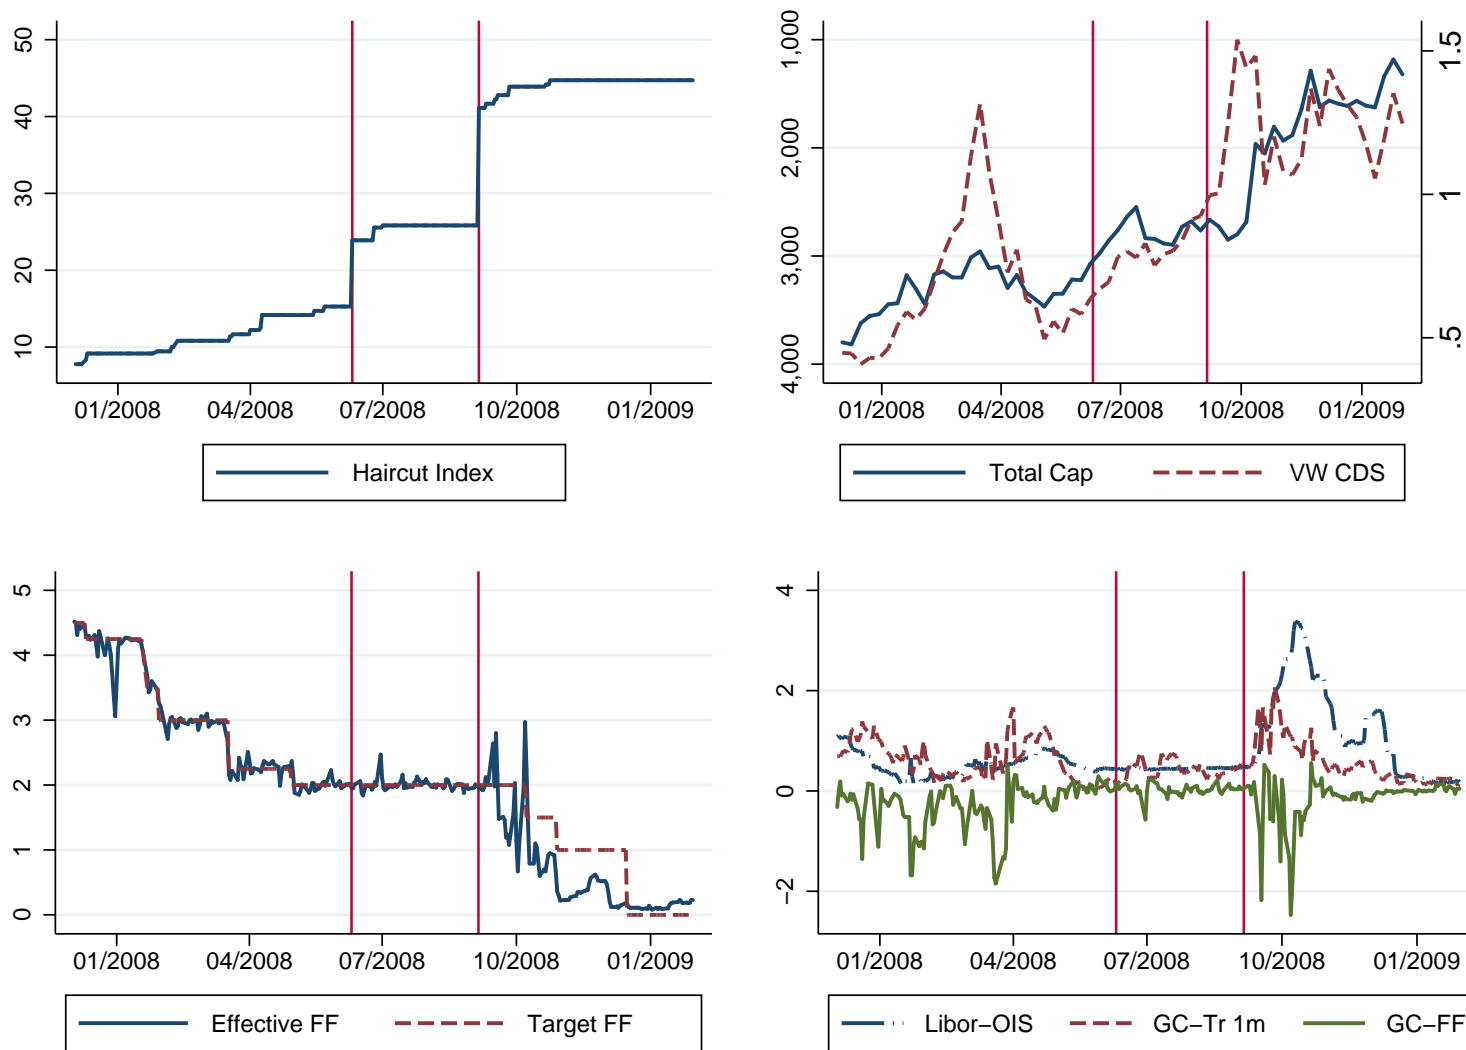 50
40
30
20
10
01/2008 04/2008 07/2008 10/2008 01/2009
Haircut Index
1,000
2,000
3,000
4,000
1.5
1
.5
01/2008 04/2008 07/2008 10/2008 01/2009
Total Cap VW CDS
5
4
3
2
1
0
01/2008 04/2008 07/2008 10/2008 01/2009
Effective FF Target FF
4
2
0
−2
01/2008 04/2008 07/2008 10/2008 01/2009
Libor−OIS GC−Tr 1m GC−FF